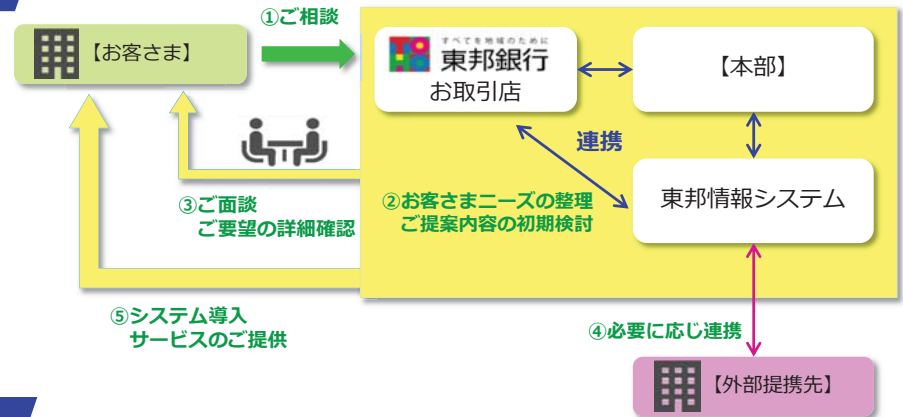 ①ご相談
【お客さま】
すべてを地域のために
TOHO 東邦銀行
お取引店
【本部】
連携
東邦情報システム
②お客さまニーズの整理
ご提案内容の初期検討
③ご面談
ご要望の詳細確認
⑤システム導入
サービスのご提供
④必要に応じ連携
【外部提携先】